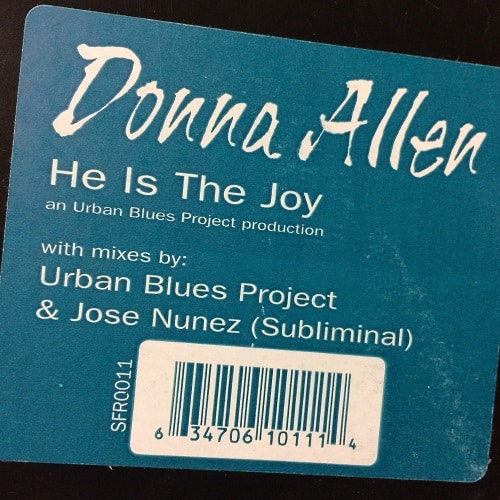 Donna Allen
He Is The Joy
an Urban Blues Project production
with mixes by:
Urban Blues Project
& Jose Nunez (Subliminal)
SFR0011
6 34706 10111 4